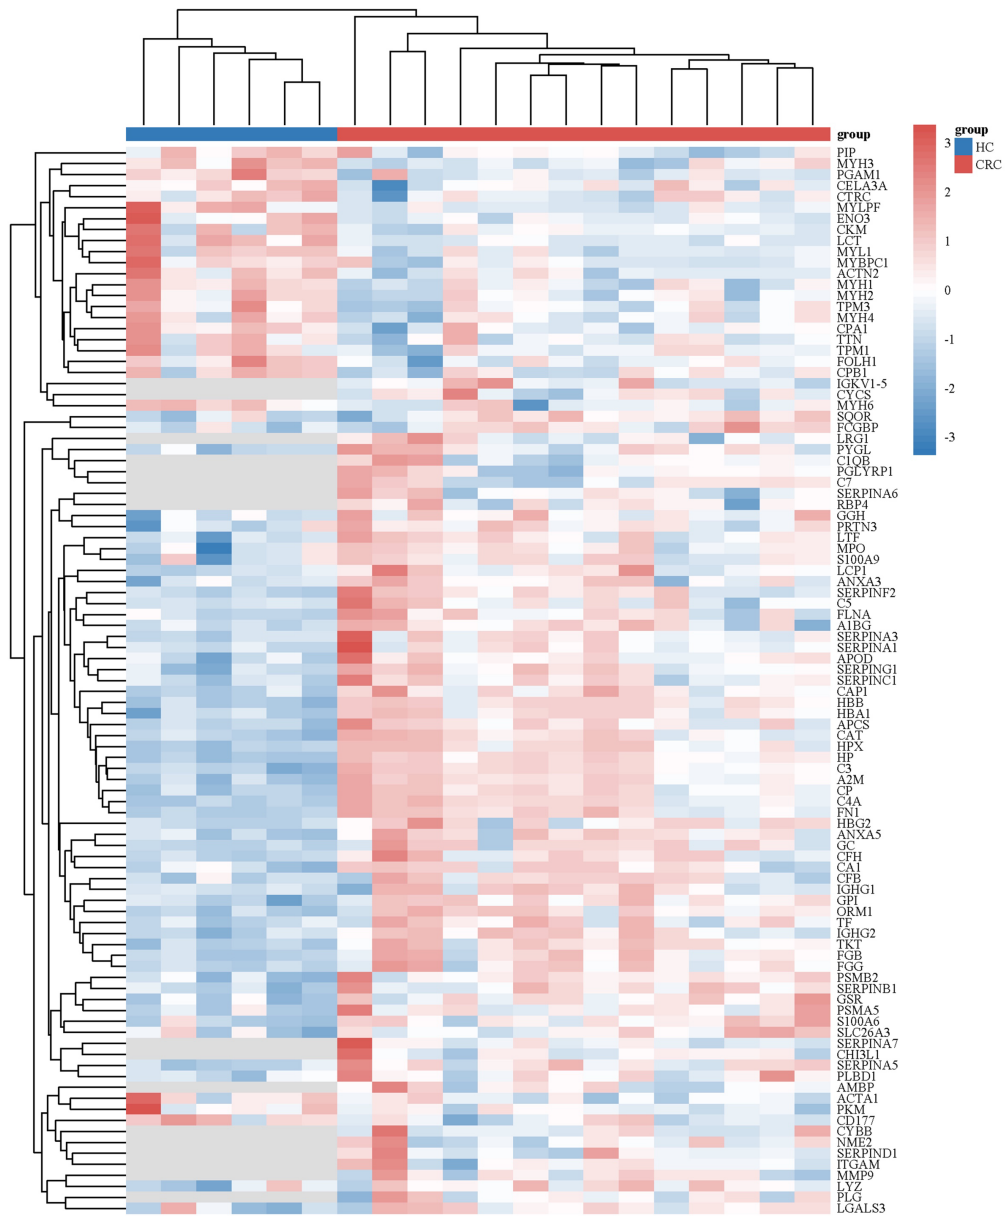 group
PIP
MYH3
PGAM1
CELA3A
CTRC
MYLPF
ENO3
CKM
LCT
MYL1
MYBPC1
ACTN2
MYH1
MYH2
TPM3
MYH4
CPA1
TTN
TPM1
FOLH1
CPB1
IGKV1-5
CYCS
MYH6
SQOR
FCGBP
LRG1
PYGL
C1QB
PGLYRP1
C7
SERPINA6
RBP4
GGH
PRTN3
LTF
MPO
S100A9
LCP1
ANXA3
SERPINF2
C5
FLNA
A1BG
SERPINA3
SERPINA1
APOD
SERPING1
SERPINC1
CAP1
HBB
HBA1
APCS
CAT
HPX
HP
C3
A2M
CP
C4A
FN1
HBG2
ANXA5
GC
CFH
CA1
CFB
IGHG1
GPI
ORM1
TF
IGHG2
TKT
FGB
FGG
PSMB2
SERPINB1
GSR
PSMA5
S100A6
SLC26A3
SERPINA7
CHI3L1
SERPINA5
PLBD1
AMBP
ACTA1
PKM
CD177
CYBB
NME2
SERPIND1
ITGAM
MMP9
LYZ
PLG
LGALS3
3
2
1
0
-1
-2
-3
group
HC
CRC